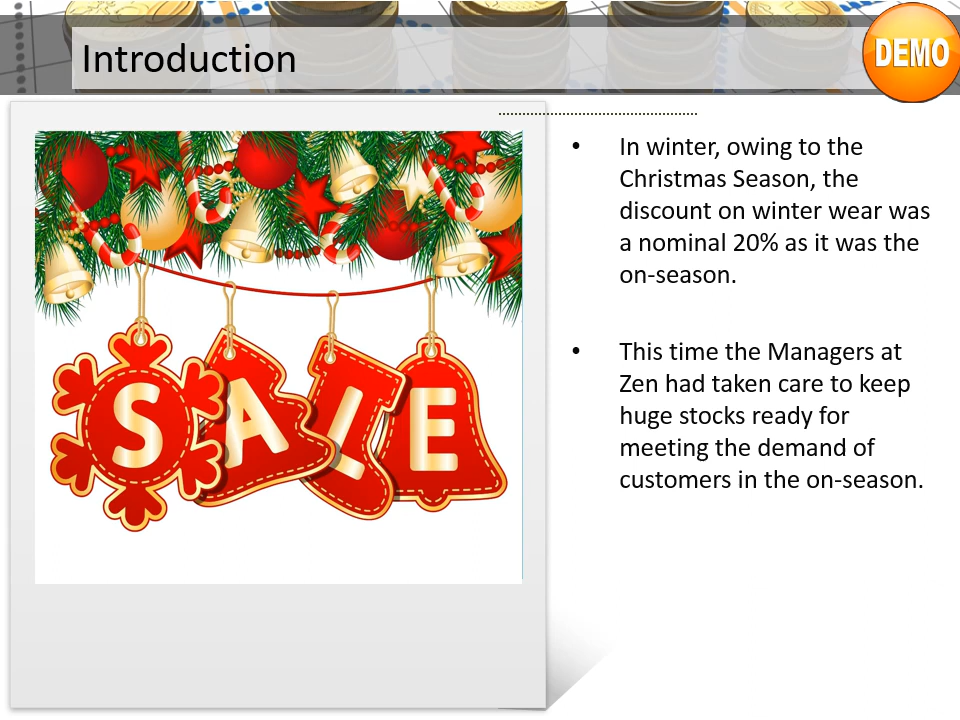 Introduction
DEMO
• In winter, owing to the
Christmas Season, the
discount on winter wear was
a nominal 20% as it was the
on-season.
• This time the Managers at
Zen had taken care to keep
huge stocks ready for
meeting the demand of
customers in the on-season.
SALE